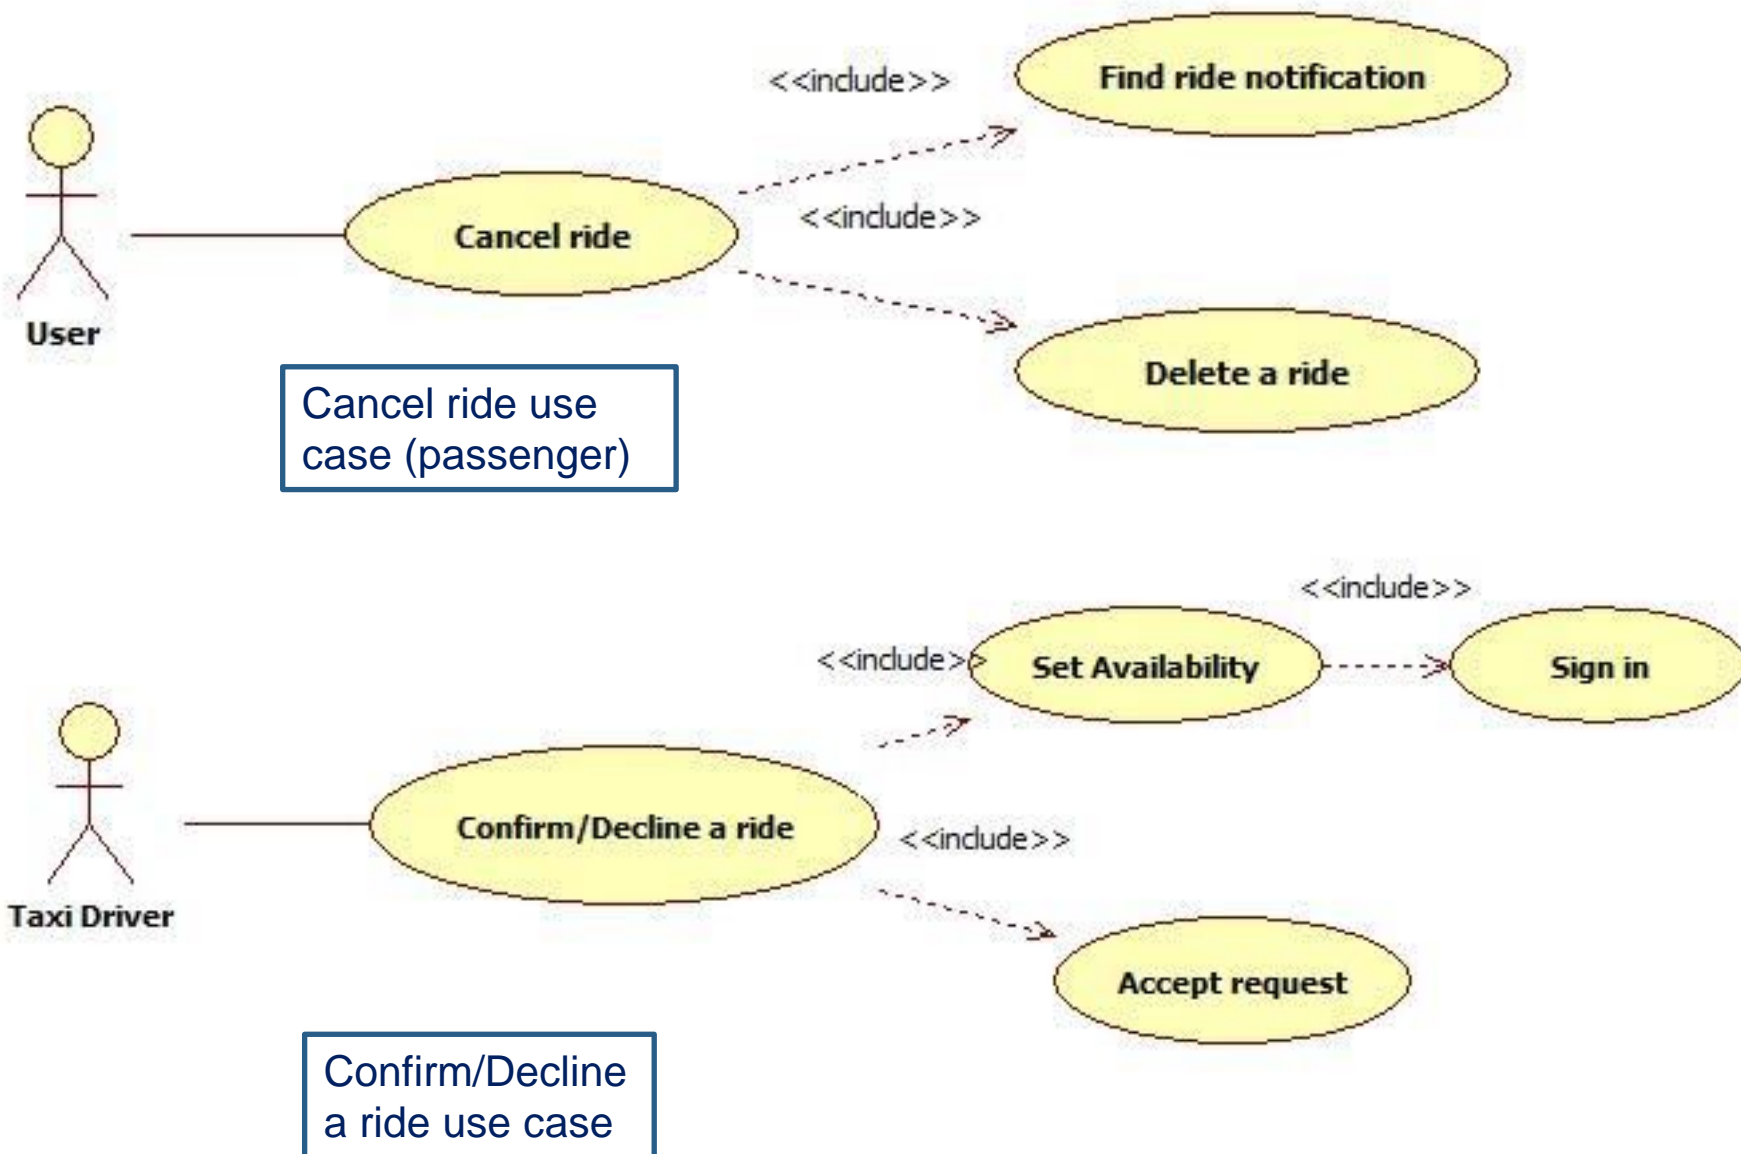 <<include>>
Find ride notification
<<include>>
Cancel ride
User
Delete a ride
Cancel ride use
case (passenger)
<<include>>
<<include>>
Set Availability
Sign in
Confirm/Decline a ride
<<include>>
Taxi Driver
Accept request
Confirm/Decline
a ride use case